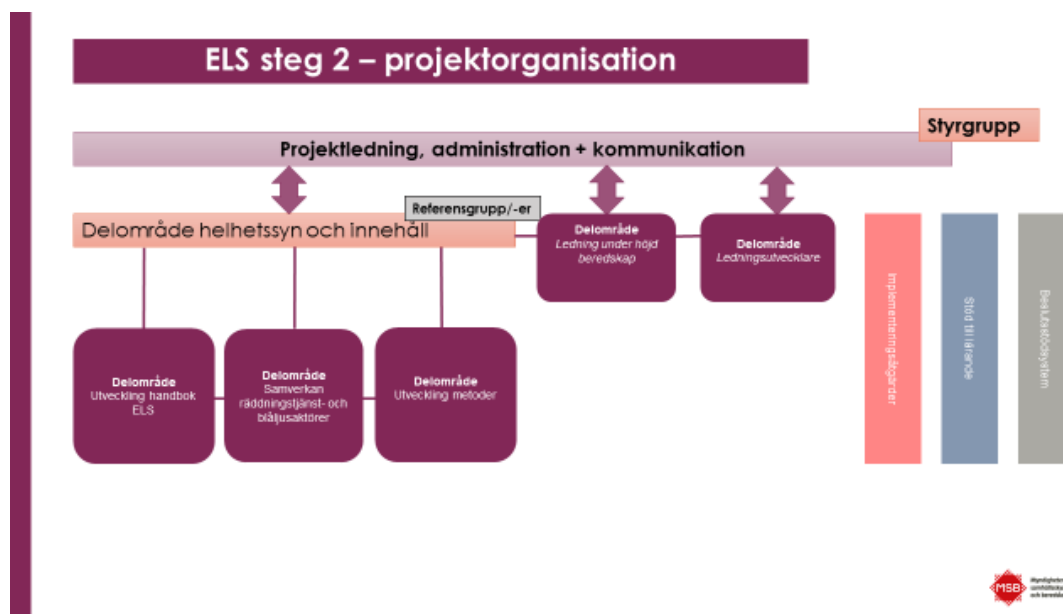 ELS steg 2 – projektorganisation
Styrgrupp
Projektledning, administration + kommunikation
Referensgrupp/-er
Delområde helhetssyn och innehåll
Delområde
Ledning under höjd
beredskap
Delområde
Ledningsutvecklare
Delområde
Utveckling handbok
ELS
Delområde
Samverkan
räddningstjänst- och
blåljusaktörer
Delområde
Utveckling metoder
Implementeringsåtgärder
Stöd till lärande
Beslutsstödsystem
MSB
och